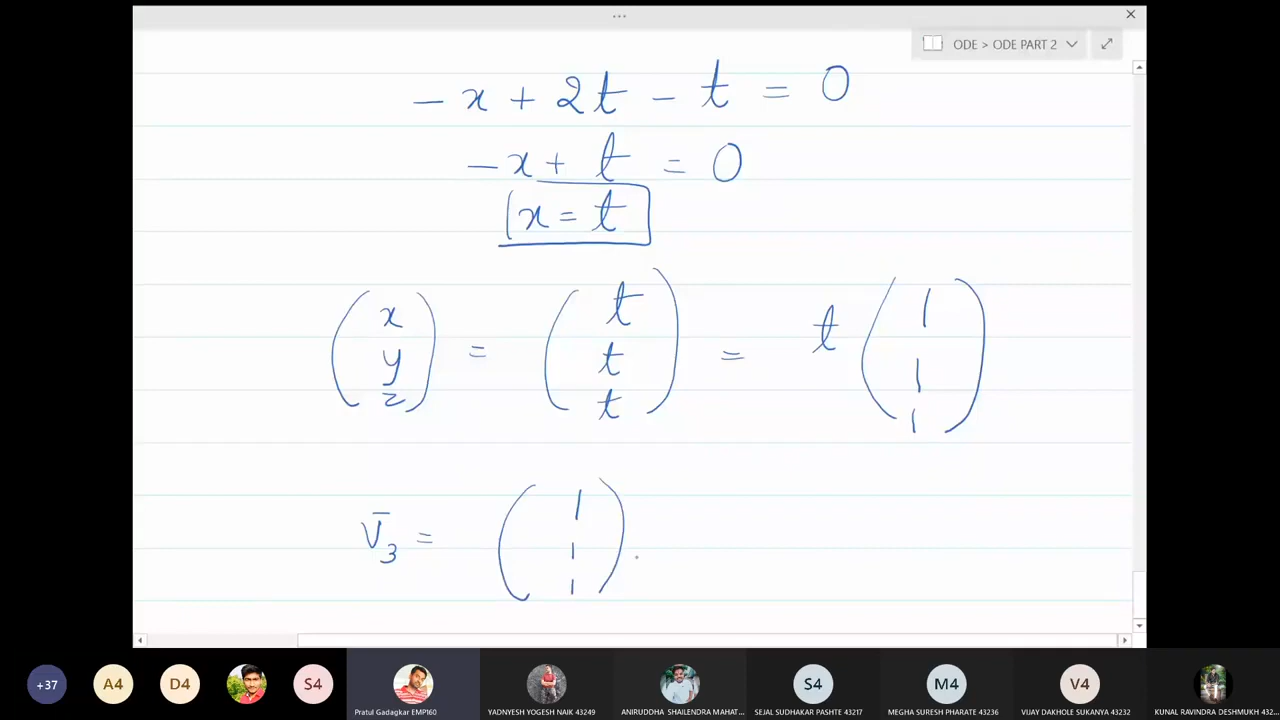 ODE > ODE PART 2
- x + 2t - t = 0
- x + t = 0
x = t
( x y z ) = ( t t t ) = t ( 1 1 1 )
V̄3 = ( 1 1 1 ).
+37
A4
D4
S4
S4
M4
V4
Pratul Gadagkar EMP160
YADNYESH YOGESH NAIK 43249
ANIRUDDHA SHAILENDRA MAHAT...
SEJAL SUDHAKAR PASHTE 43217
MEGHA SURESH PHARATE 43236
VIJAY DAKHOLE SUKANYA 43232
KUNAL RAVINDRA DESHMUKH 432...